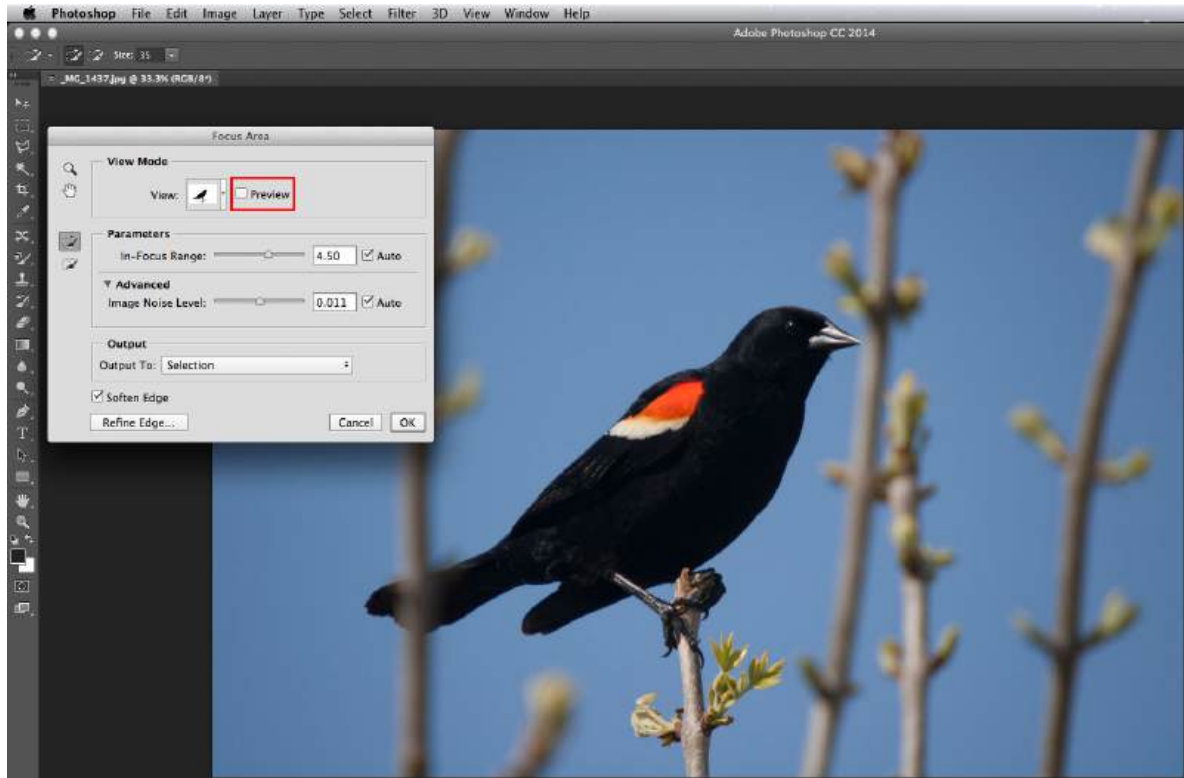 Photoshop File Edit Image Layer Type Select Filter 3D View Window Help
Adobe Photoshop CC 2014
Size: 35
_MG_1437.jpg @ 33.3% (RGB/8*)
Focus Area
View Mode
View: Preview
Parameters
In-Focus Range: 4.50 Auto
Advanced
Image Noise Level: 0.011 Auto
Output
Output To: Selection
Soften Edge
Refine Edge... Cancel OK